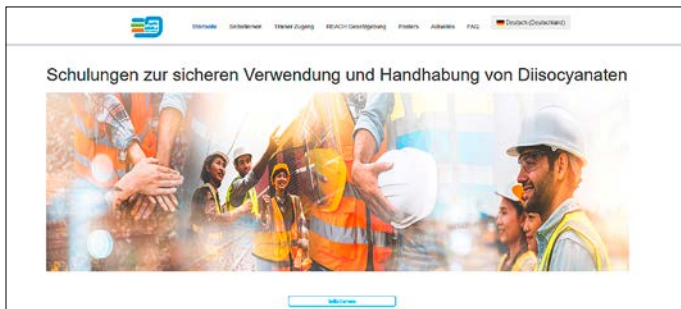 Startseite Selbstlernen Trainer Zugang REACH Gesetzgebung Posters Aktuelles FAQ Deutsch (Deutschland)
Schulungen zur sicheren Verwendung und Handhabung von Diisocyanaten